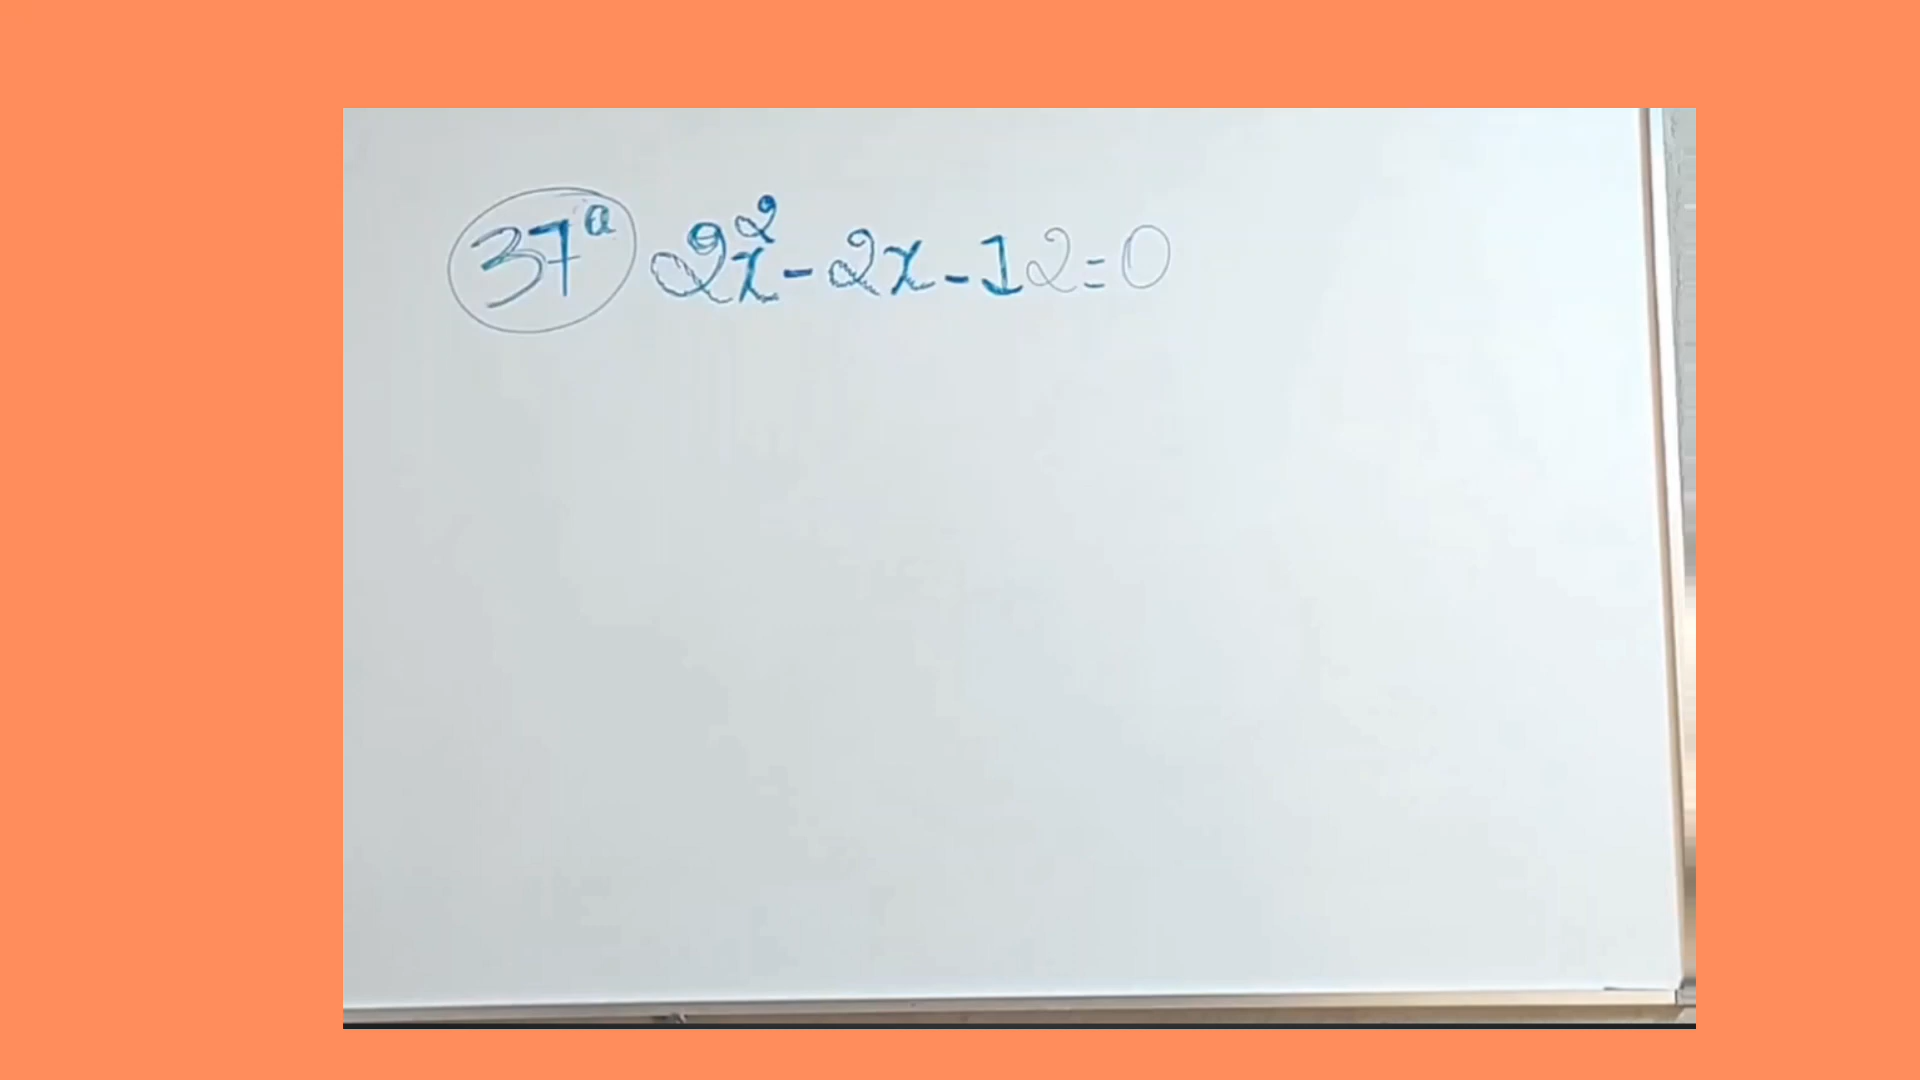 37ᵃ 2x² - 2x - 12 = 0